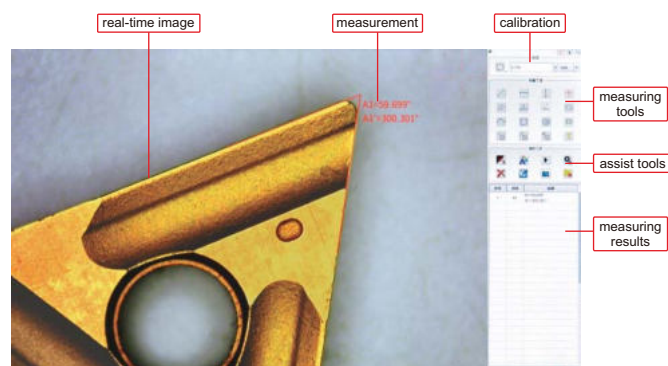 real-time image
measurement
calibration
A1=59.699°
A1'=300.301°
measuring
tools
assist tools
measuring
results